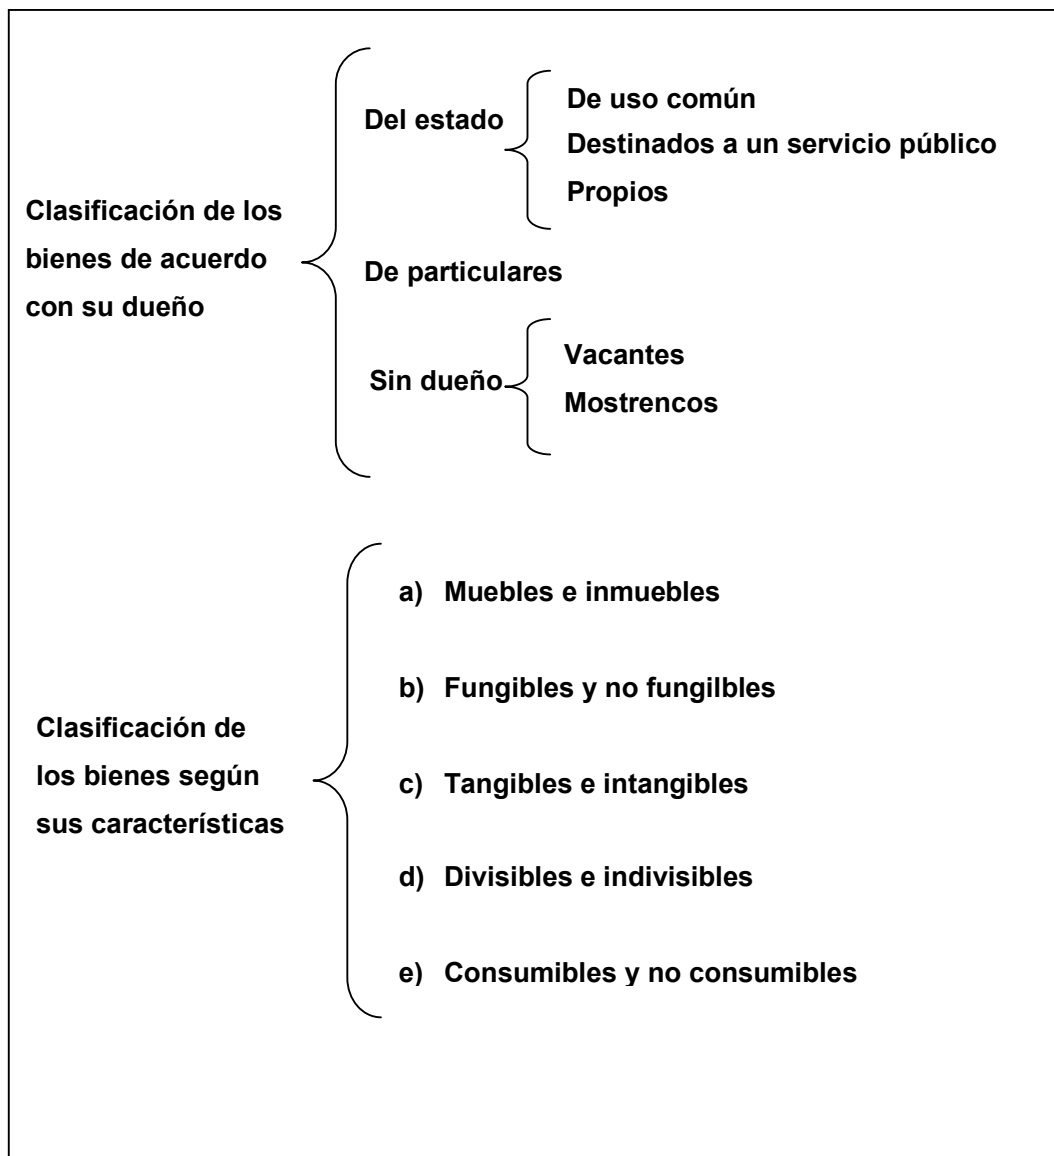 Del estado
De uso común
Destinados a un servicio público
Propios
Clasificación de los
bienes de acuerdo
con su dueño
De particulares
Sin dueño
Vacantes
Mostrencos
Clasificación de
los bienes según
sus características
a) Muebles e inmuebles
b) Fungibles y no fungilbles
c) Tangibles e intangibles
d) Divisibles e indivisibles
e) Consumibles y no consumibles